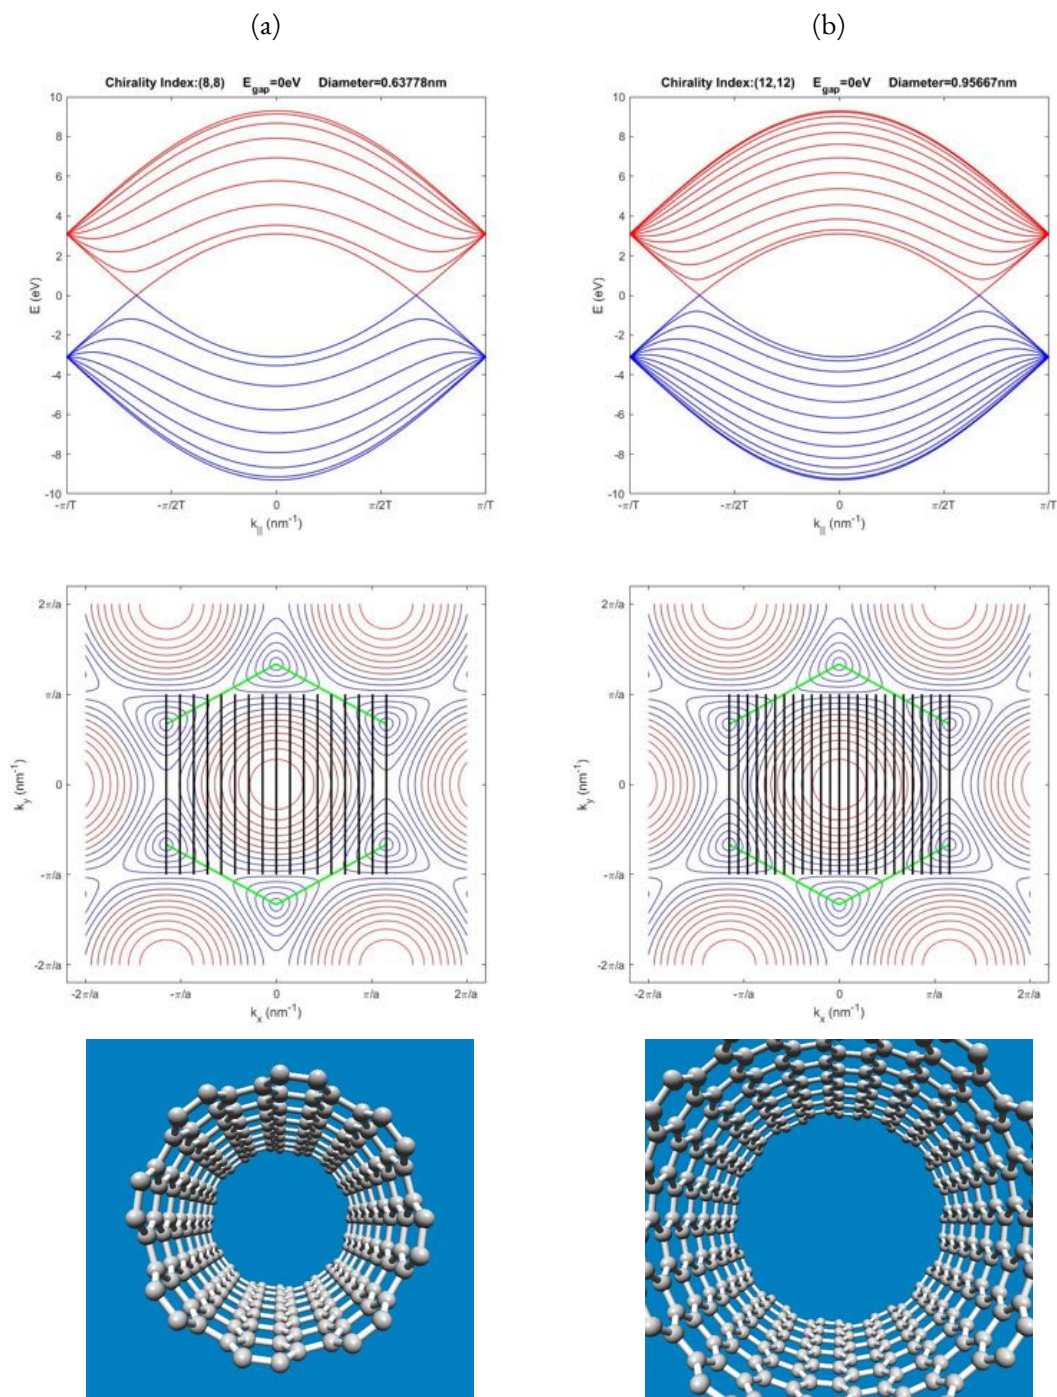 (a)
(b)
Chirality Index:(8,8) E_gap=0eV Diameter=0.63778nm
Chirality Index:(12,12) E_gap=0eV Diameter=0.95667nm
10
8
6
4
2
0
-2
-4
-6
-8
-10
E (eV)
-π/T -π/2T 0 π/2T π/T
k_|| (nm⁻¹)
10
8
6
4
2
0
-2
-4
-6
-8
-10
E (eV)
-π/T -π/2T 0 π/2T π/T
k_|| (nm⁻¹)
2π/a
π/a
0
-π/a
-2π/a
k_y (nm⁻¹)
-2π/a -π/a 0 π/a 2π/a
k_x (nm⁻¹)
2π/a
π/a
0
-π/a
-2π/a
k_y (nm⁻¹)
-2π/a -π/a 0 π/a 2π/a
k_x (nm⁻¹)